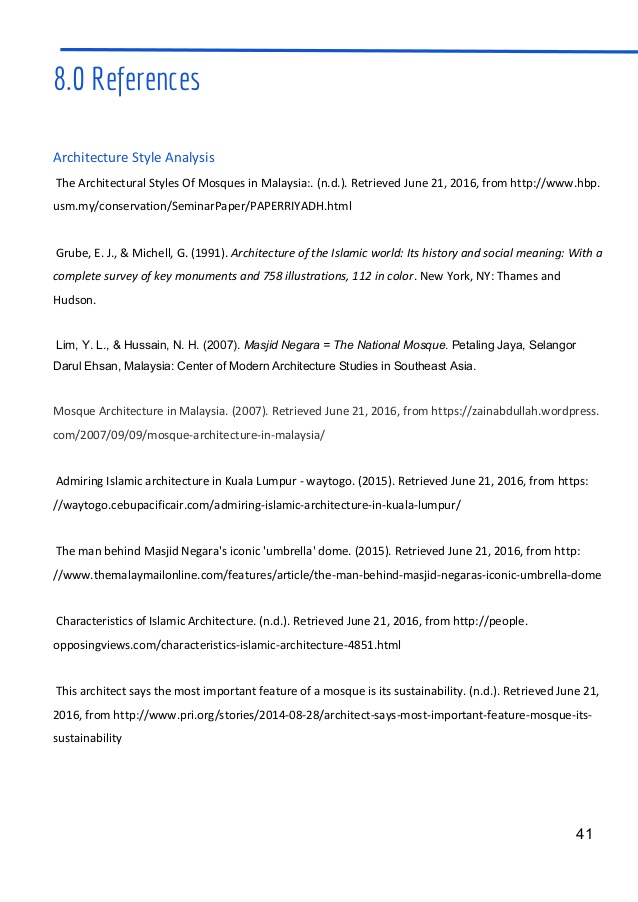 8.0 References
Architecture Style Analysis
The Architectural Styles Of Mosques in Malaysia:. (n.d.). Retrieved June 21, 2016, from http://www.hbp.
usm.my/conservation/SeminarPaper/PAPERRIYADH.html
Grube, E. J., & Michell, G. (1991). Architecture of the Islamic world: Its history and social meaning: With a
complete survey of key monuments and 758 illustrations, 112 in color. New York, NY: Thames and
Hudson.
Lim, Y. L., & Hussain, N. H. (2007). Masjid Negara = The National Mosque. Petaling Jaya, Selangor
Darul Ehsan, Malaysia: Center of Modern Architecture Studies in Southeast Asia.
Mosque Architecture in Malaysia. (2007). Retrieved June 21, 2016, from https://zainabdullah.wordpress.
com/2007/09/09/mosque-architecture-in-malaysia/
Admiring Islamic architecture in Kuala Lumpur - waytogo. (2015). Retrieved June 21, 2016, from https:
//waytogo.cebupacificair.com/admiring-islamic-architecture-in-kuala-lumpur/
The man behind Masjid Negara's iconic 'umbrella' dome. (2015). Retrieved June 21, 2016, from http:
//www.themalaymailonline.com/features/article/the-man-behind-masjid-negaras-iconic-umbrella-dome
Characteristics of Islamic Architecture. (n.d.). Retrieved June 21, 2016, from http://people.
opposingviews.com/characteristics-islamic-architecture-4851.html
This architect says the most important feature of a mosque is its sustainability. (n.d.). Retrieved June 21,
2016, from http://www.pri.org/stories/2014-08-28/architect-says-most-important-feature-mosque-its-
sustainability
41